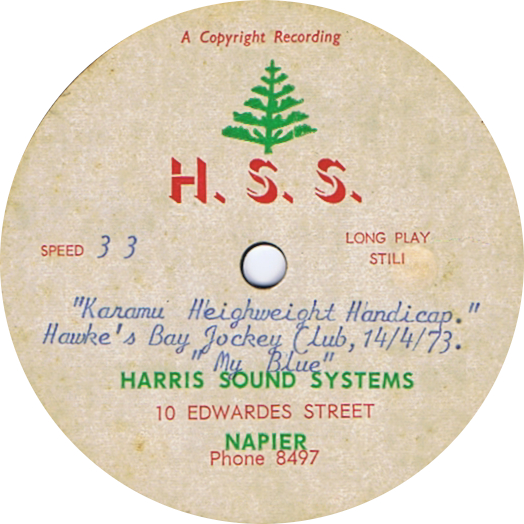 A Copyright Recording
H. S. S.
SPEED 33
LONG PLAY
STILI
"Karamu Heighweight Handicap."
Hawke's Bay Jockey Club, 14/4/73.
"My Blue"
HARRIS SOUND SYSTEMS
10 EDWARDES STREET
NAPIER
Phone 8497